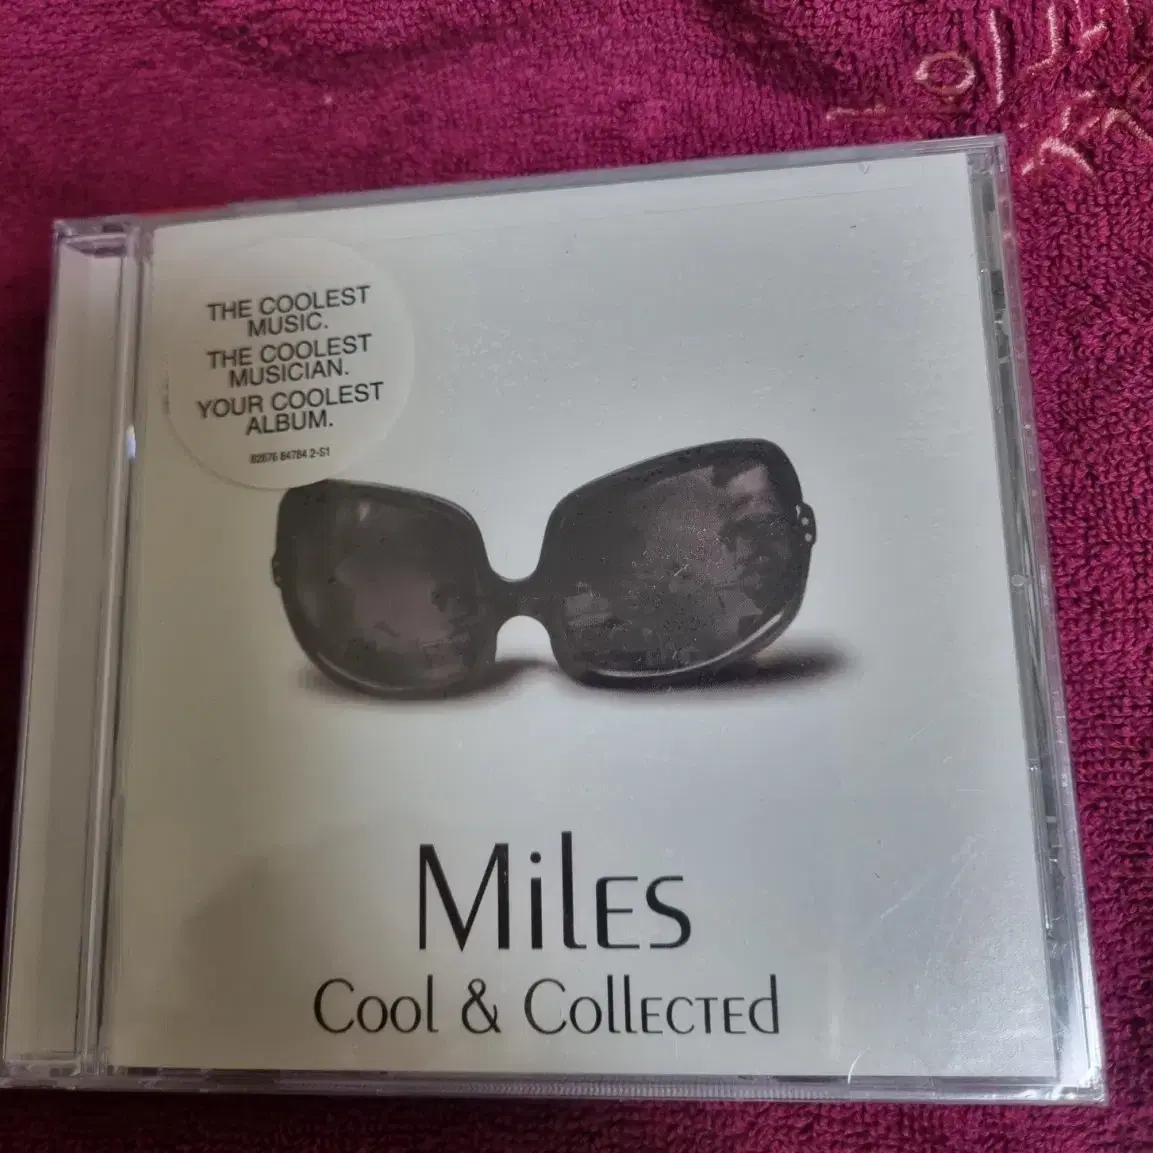 THE COOLEST
MUSIC.
THE COOLEST
MUSICIAN.
YOUR COOLEST
ALBUM.
82876 84784 2-S1
MilES
Cool & CollECTEd